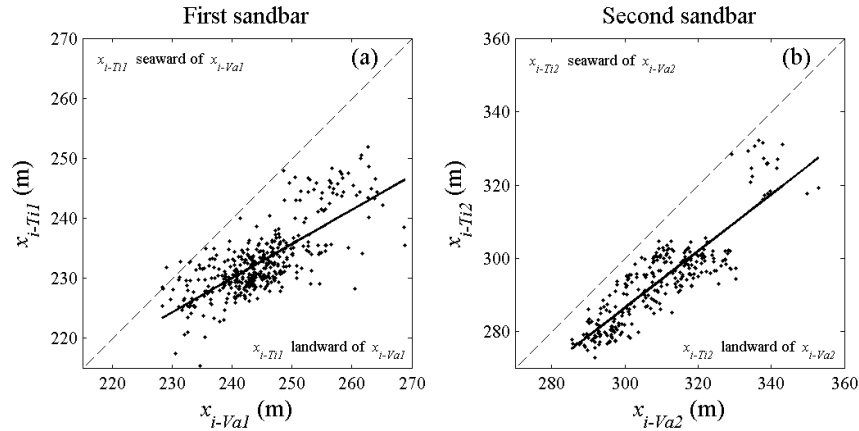 First sandbar
Second sandbar
270
260
250
240
230
220
x_{i-Ti1} (m)
(a)
x_{i-Ti1} seaward of x_{i-Va1}
x_{i-Ti1} landward of x_{i-Va1}
220 230 240 250 260 270
x_{i-Va1} (m)
360
340
320
300
280
x_{i-Ti2} (m)
(b)
x_{i-Ti2} seaward of x_{i-Va2}
x_{i-Ti2} landward of x_{i-Va2}
280 300 320 340 360
x_{i-Va2} (m)